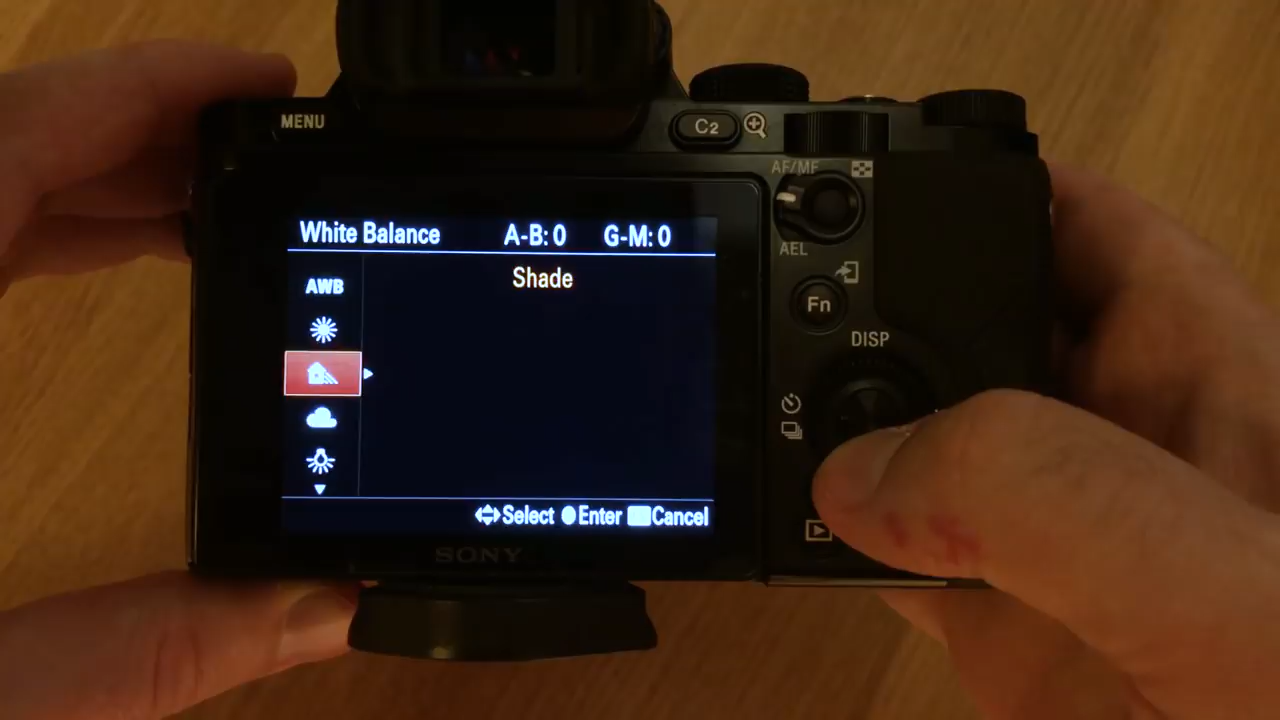 MENU
C2
AF/MF
AEL
White Balance A-B: 0 G-M: 0
AWB
Shade
Fn
DISP
Select Enter Cancel
SONY